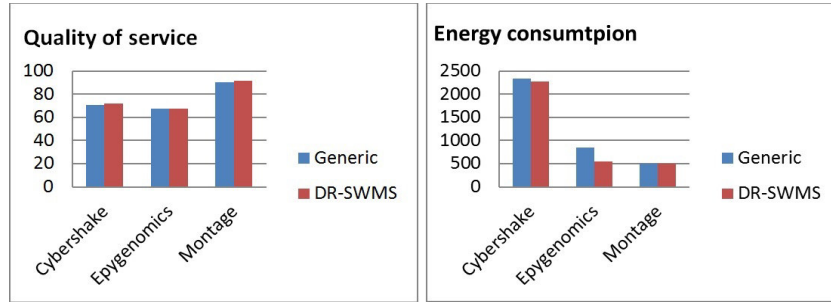 Quality of service
100
80
60
40
20
0
Cybershake
Epygenomics
Montage
Generic
DR-SWMS
Energy consumtpion
2500
2000
1500
1000
500
0
Cybershake
Epygenomics
Montage
Generic
DR-SWMS